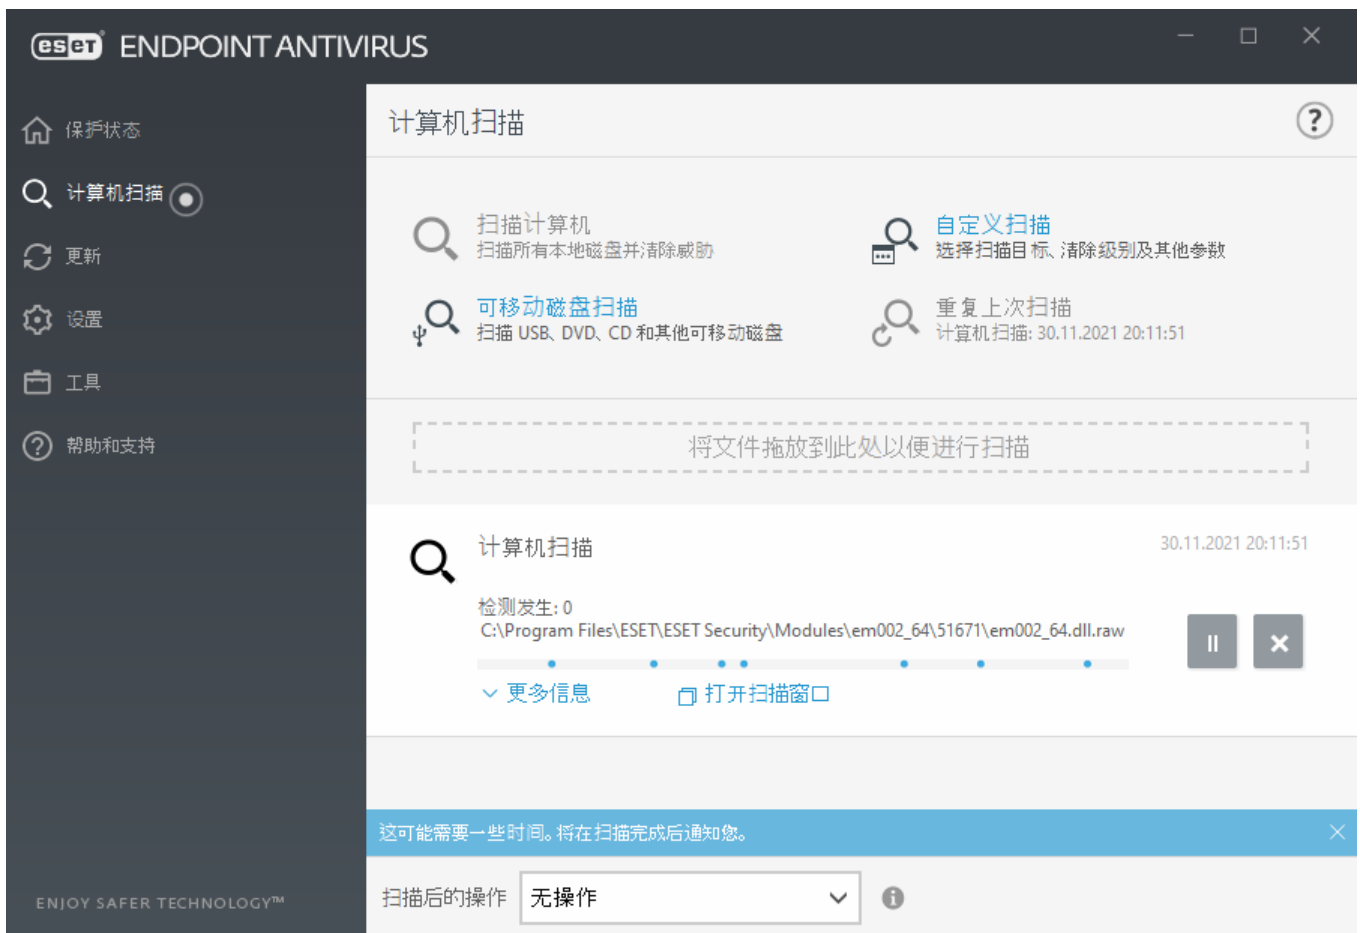 eset ENDPOINT ANTIVIRUS
保护状态
计算机扫描
更新
设置
工具
帮助和支持
ENJOY SAFER TECHNOLOGY™
计算机扫描
?
扫描计算机
扫描所有本地磁盘并清除威胁
自定义扫描
选择扫描目标、清除级别及其他参数
可移动磁盘扫描
扫描 USB、DVD、CD 和其他可移动磁盘
重复上次扫描
计算机扫描: 30.11.2021 20:11:51
将文件拖放到此处以便进行扫描
计算机扫描
30.11.2021 20:11:51
检测发生: 0
C:\Program Files\ESET\ESET Security\Modules\em002_64\51671\em002_64.dll.raw
更多信息
打开扫描窗口
这可能需要一些时间。将在扫描完成后通知您。
扫描后的操作
无操作